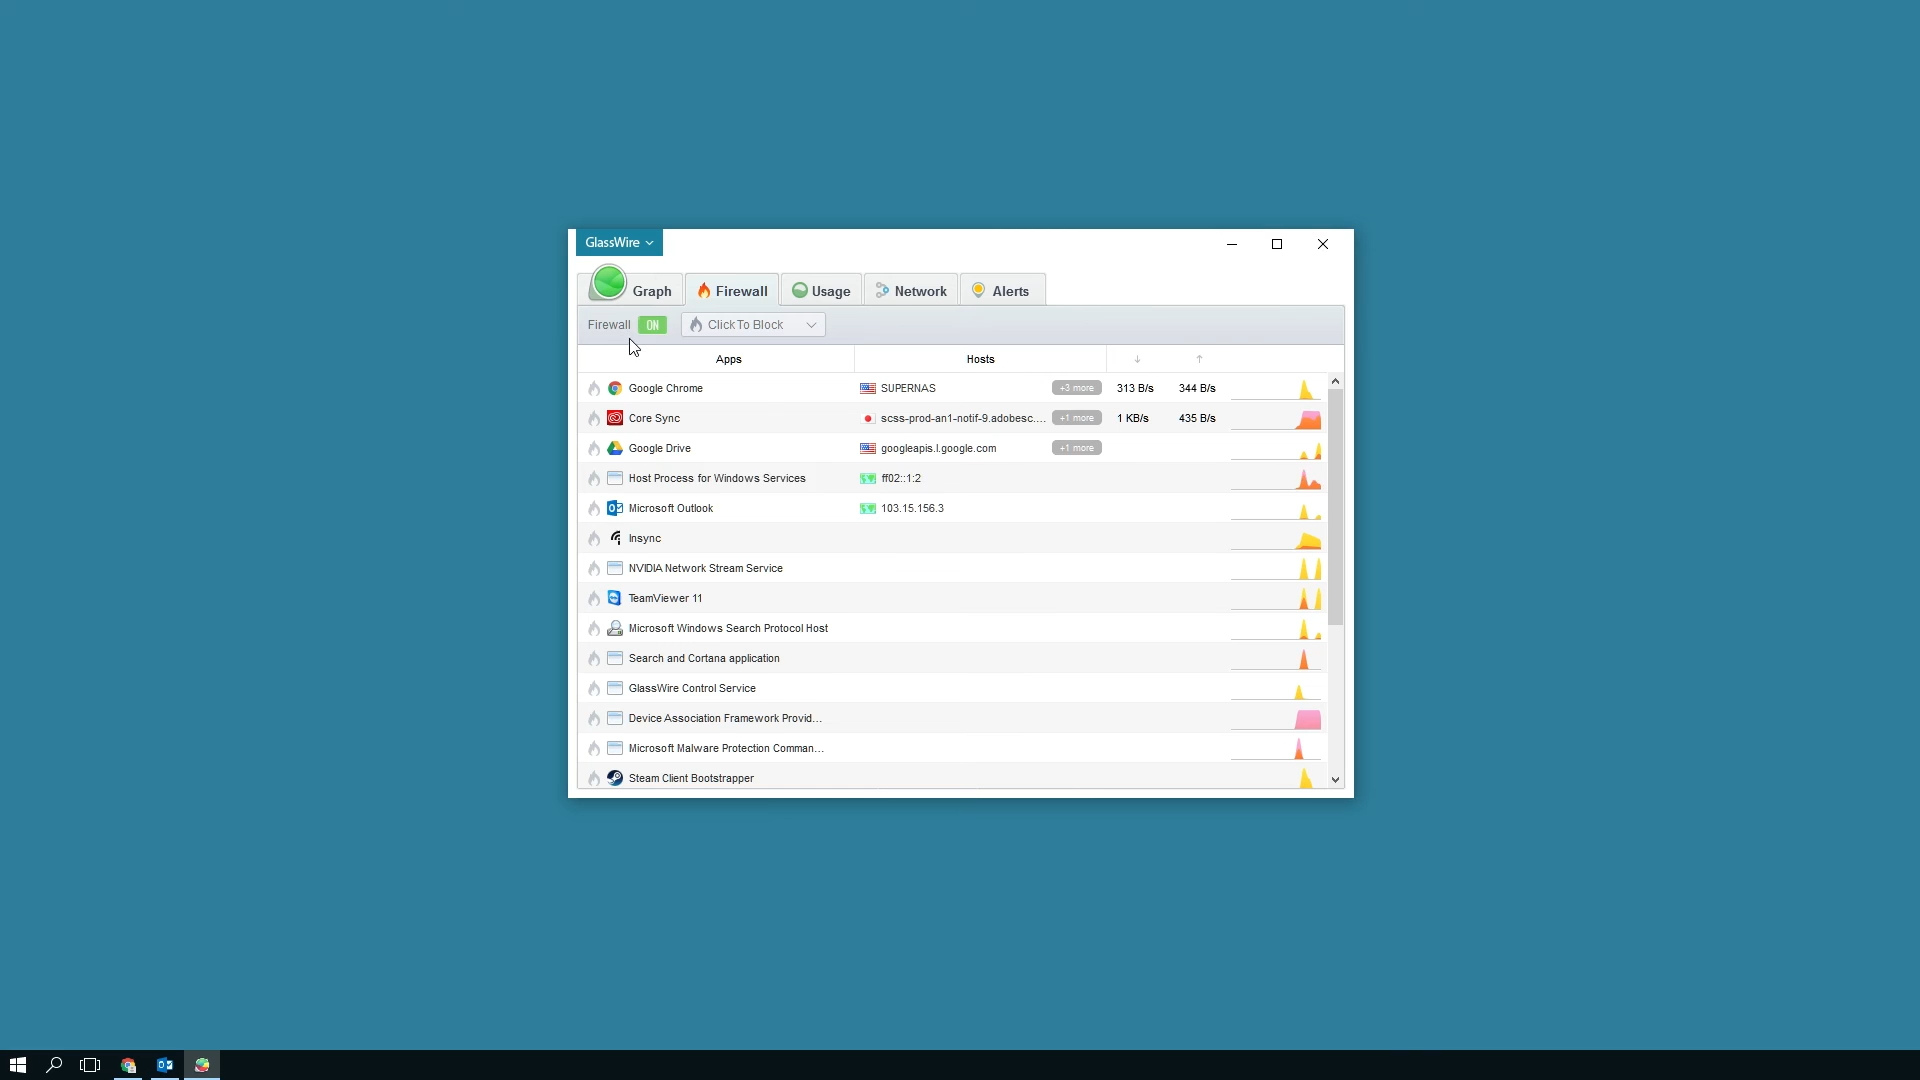 GlassWire
Graph Firewall Usage Network Alerts
Firewall ON Click To Block
Apps Hosts ↓ ↑
Google Chrome SUPERNAS +3 more 313 B/s 344 B/s
Core Sync scss-prod-an1-notif-9.adobesc.... +1 more 1 KB/s 435 B/s
Google Drive googleapis.l.google.com +1 more
Host Process for Windows Services ff02::1:2
Microsoft Outlook 103.15.156.3
Insync
NVIDIA Network Stream Service
TeamViewer 11
Microsoft Windows Search Protocol Host
Search and Cortana application
GlassWire Control Service
Device Association Framework Provid...
Microsoft Malware Protection Comman...
Steam Client Bootstrapper